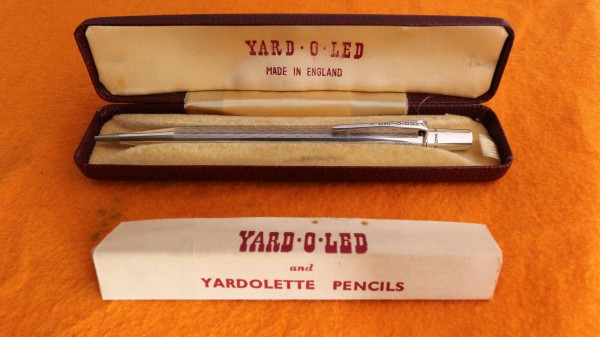 YARD·O·LED
MADE IN ENGLAND
YARD·O·LED
and
YARDOLETTE PENCILS